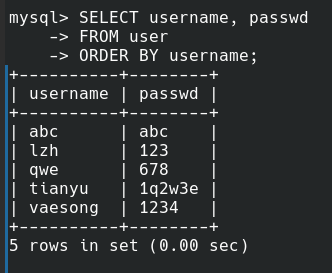 mysql> SELECT username, passwd
    -> FROM user
    -> ORDER BY username;
+----------+--------+
| username | passwd |
+----------+--------+
| abc      | abc    |
| lzh      | 123    |
| qwe      | 678    |
| tianyu   | 1q2w3e |
| vaesong  | 1234   |
+----------+--------+
5 rows in set (0.00 sec)